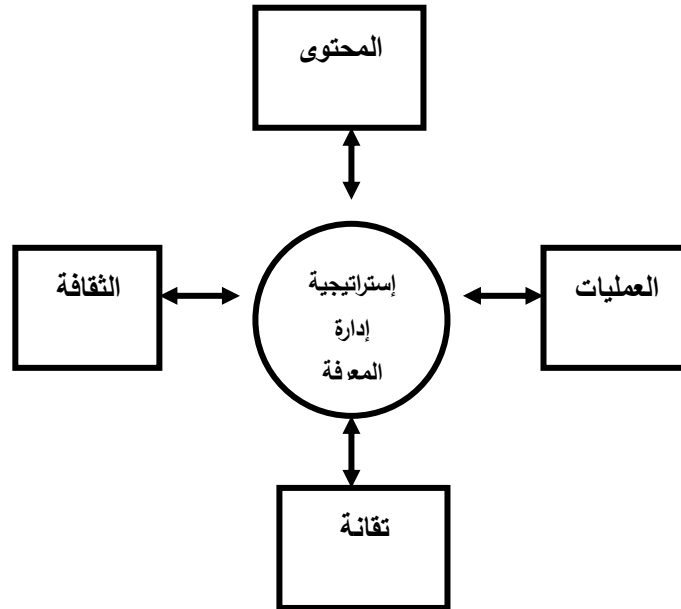 المحتوى
العمليات
إستراتيجية
إدارة
المعرفة
الثقافة
تقانة